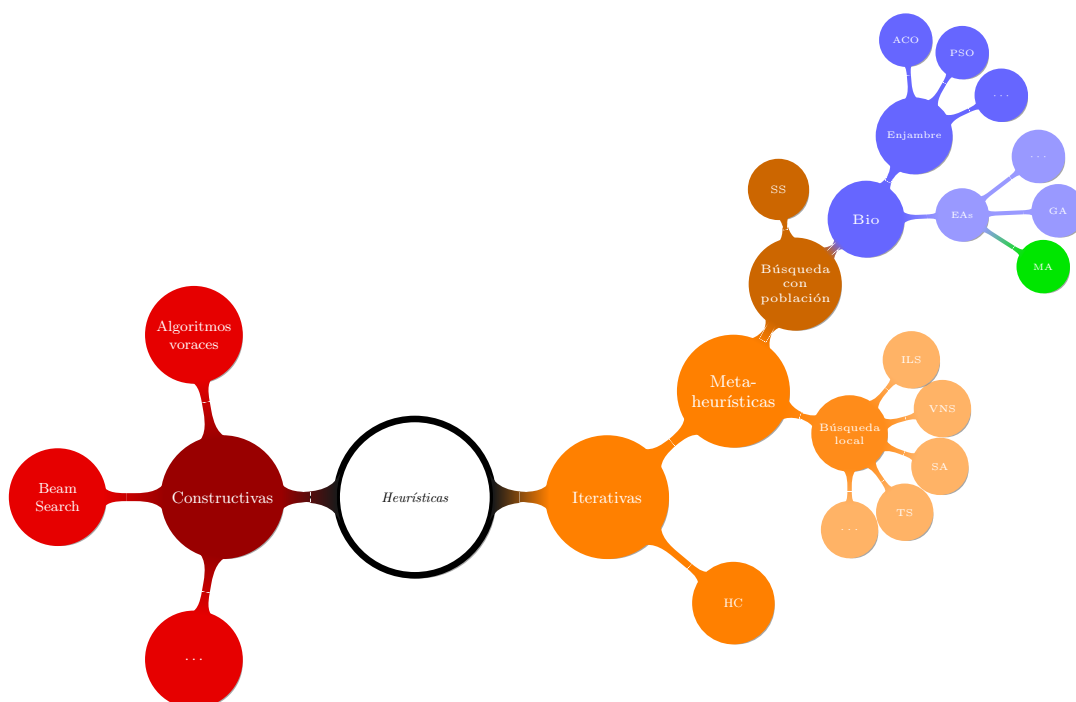 ACO
PSO
. . .
Enjambre
. . .
SS
Bio
EAs
GA
Búsqueda
con
población
MA
Algoritmos
voraces
ILS
Meta-
heurísticas
VNS
Búsqueda
local
SA
Beam
Search
Constructivas
Heurísticas
Iterativas
TS
. . .
HC
. . .